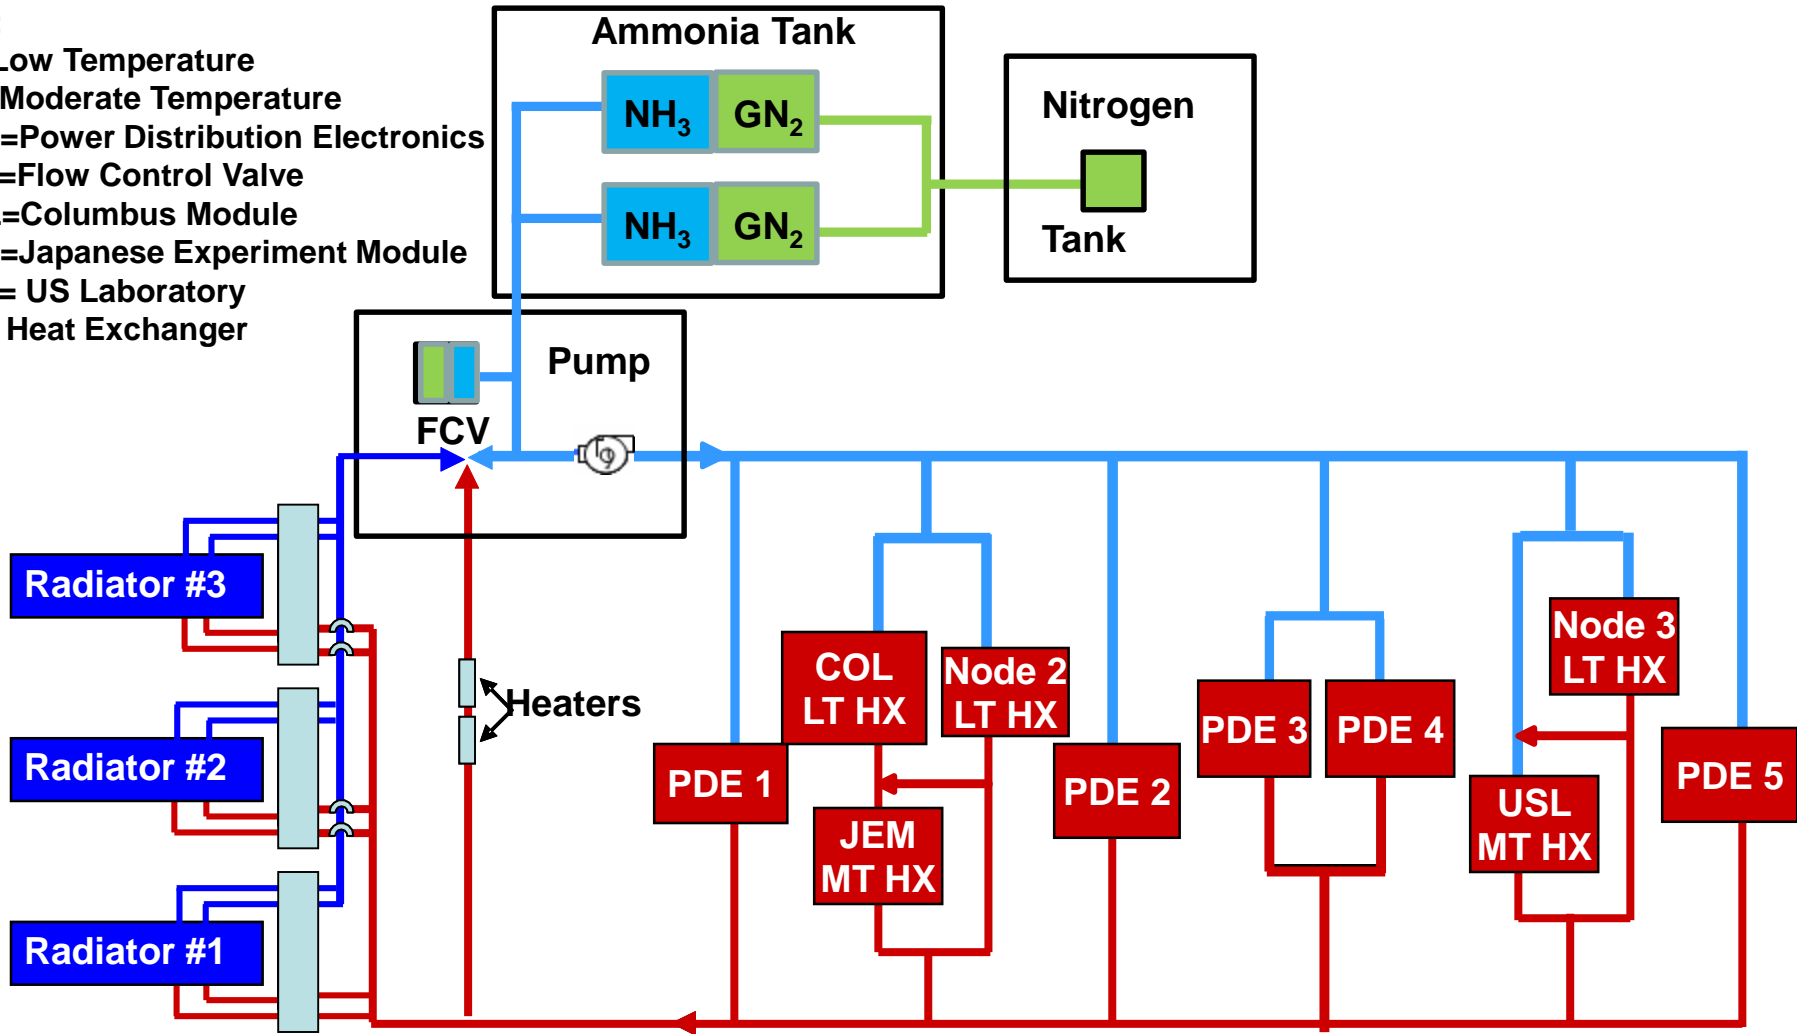 Low Temperature
Moderate Temperature
=Power Distribution Electronics
=Flow Control Valve
=Columbus Module
=Japanese Experiment Module
= US Laboratory
Heat Exchanger
Ammonia Tank
NH3 GN2
NH3 GN2
Nitrogen
Tank
Pump
FCV
Radiator #3
Radiator #2
Radiator #1
Heaters
PDE 1
COL
LT HX
Node 2
LT HX
JEM
MT HX
PDE 2
PDE 3
PDE 4
Node 3
LT HX
USL
MT HX
PDE 5